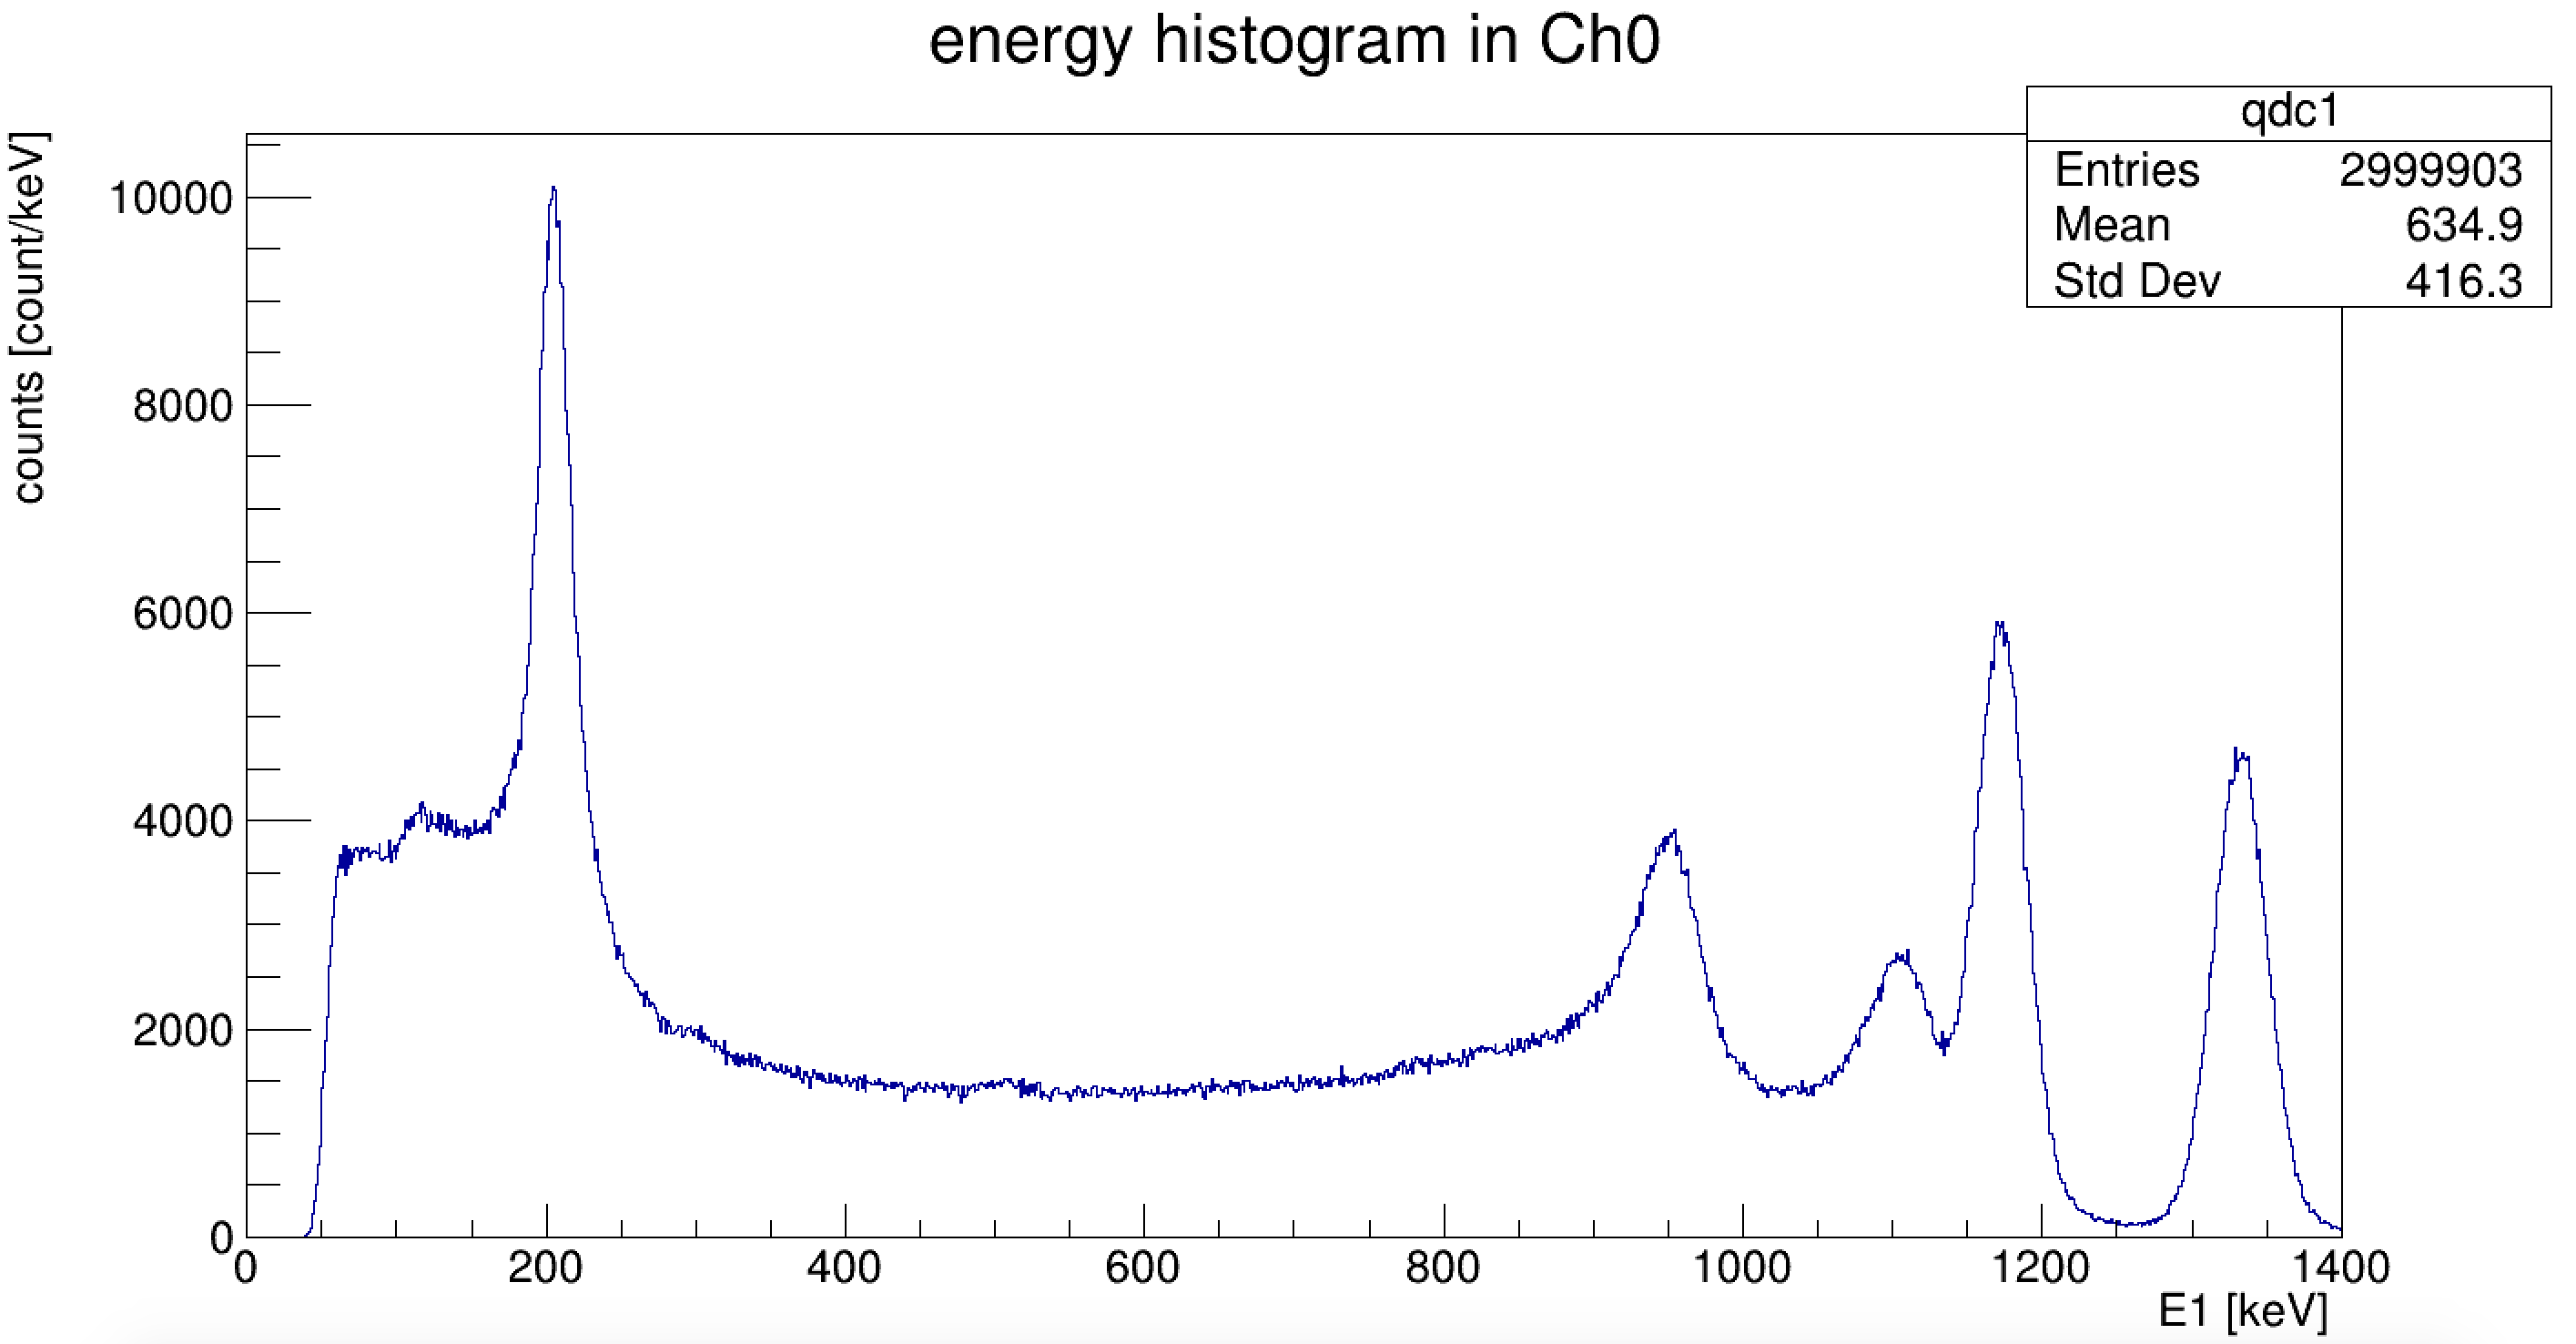 energy histogram in Ch0
qdc1
Entries 2999903
Mean 634.9
Std Dev 416.3
counts [count/keV]
10000
8000
6000
4000
2000
0
0 200 400 600 800 1000 1200 1400
E1 [keV]